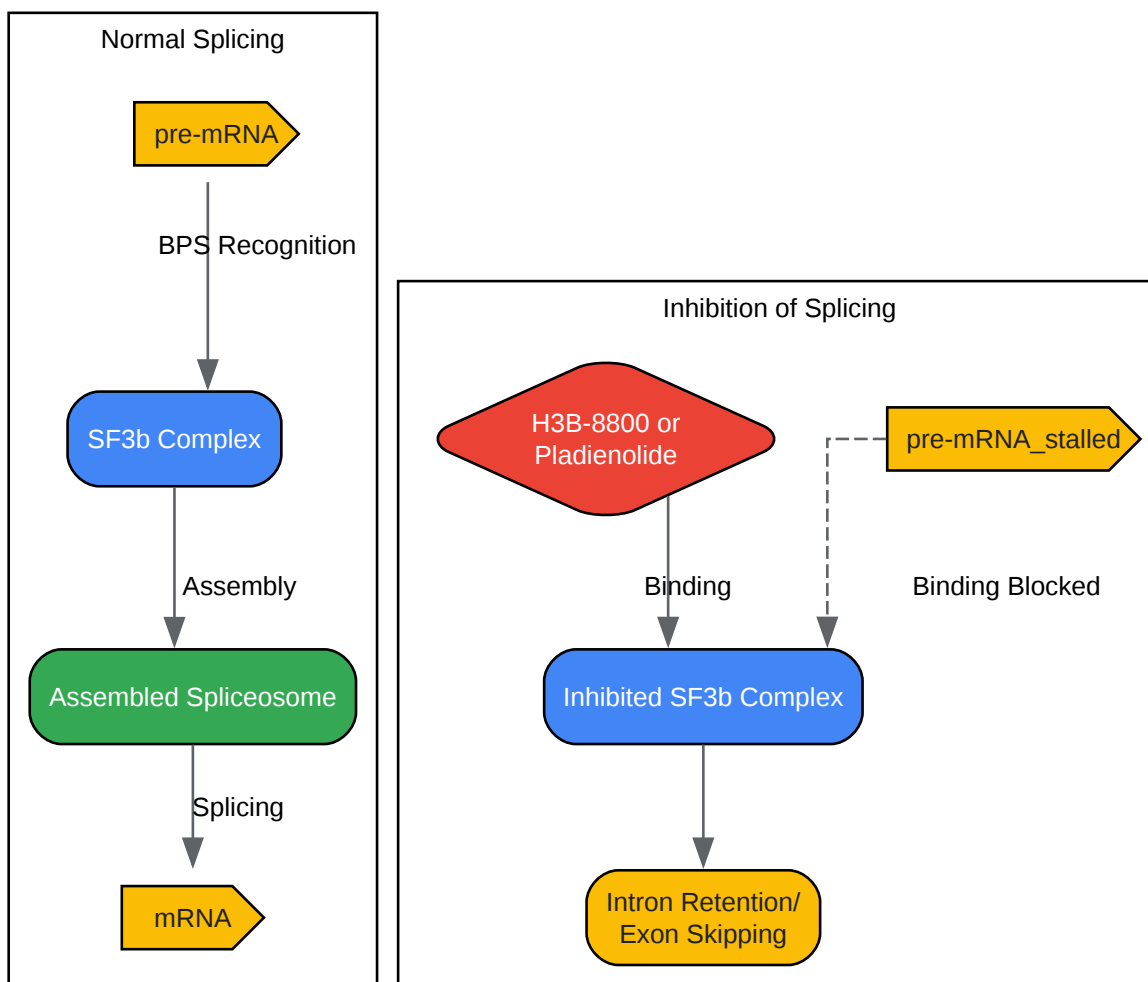 Normal Splicing
pre-mRNA
BPS Recognition
SF3b Complex
Assembly
Assembled Spliceosome
Splicing
mRNA
Inhibition of Splicing
H3B-8800 or
Pladienolide
pre-mRNA_stalled
Binding
Binding Blocked
Inhibited SF3b Complex
Intron Retention/
Exon Skipping